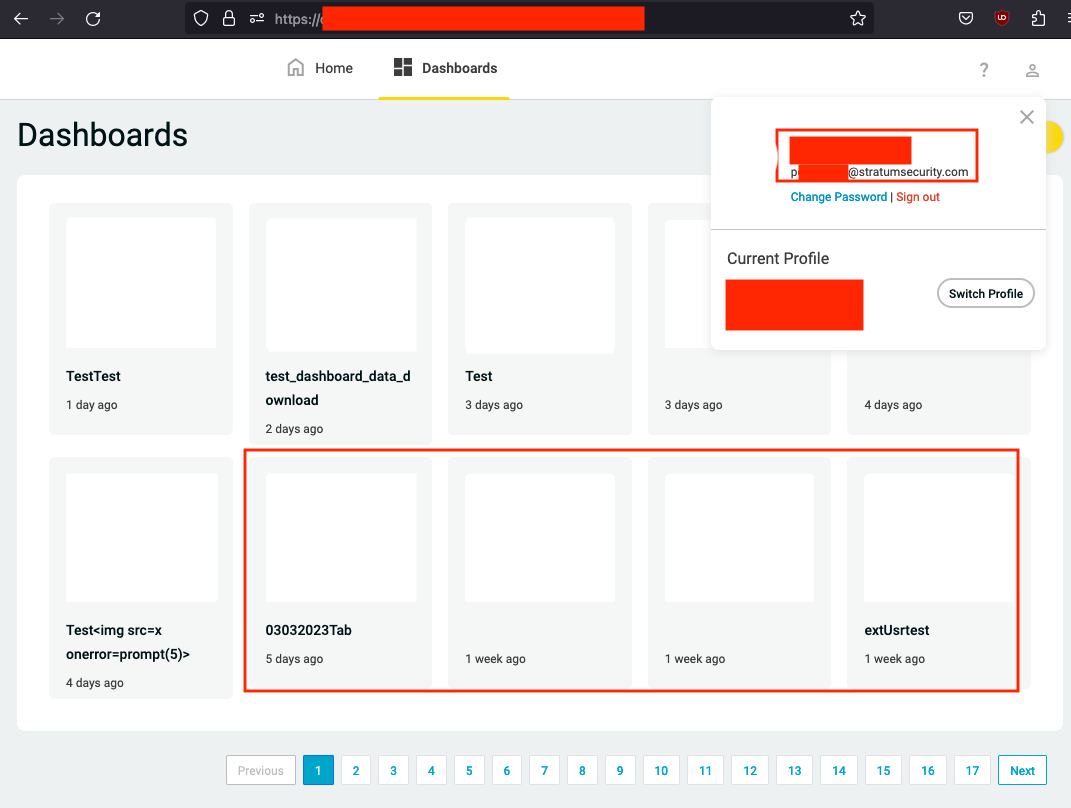 https://
Home
Dashboards
?
Dashboards
p @stratumsecurity.com
Change Password | Sign out
Current Profile
Switch Profile
TestTest
1 day ago
test_dashboard_data_d
ownload
2 days ago
Test
3 days ago
3 days ago
4 days ago
Test<img src=x
onerror=prompt(5)>
4 days ago
03032023Tab
5 days ago
1 week ago
1 week ago
extUsrtest
1 week ago
Previous 1 2 3 4 5 6 7 8 9 10 11 12 13 14 15 16 17 Next